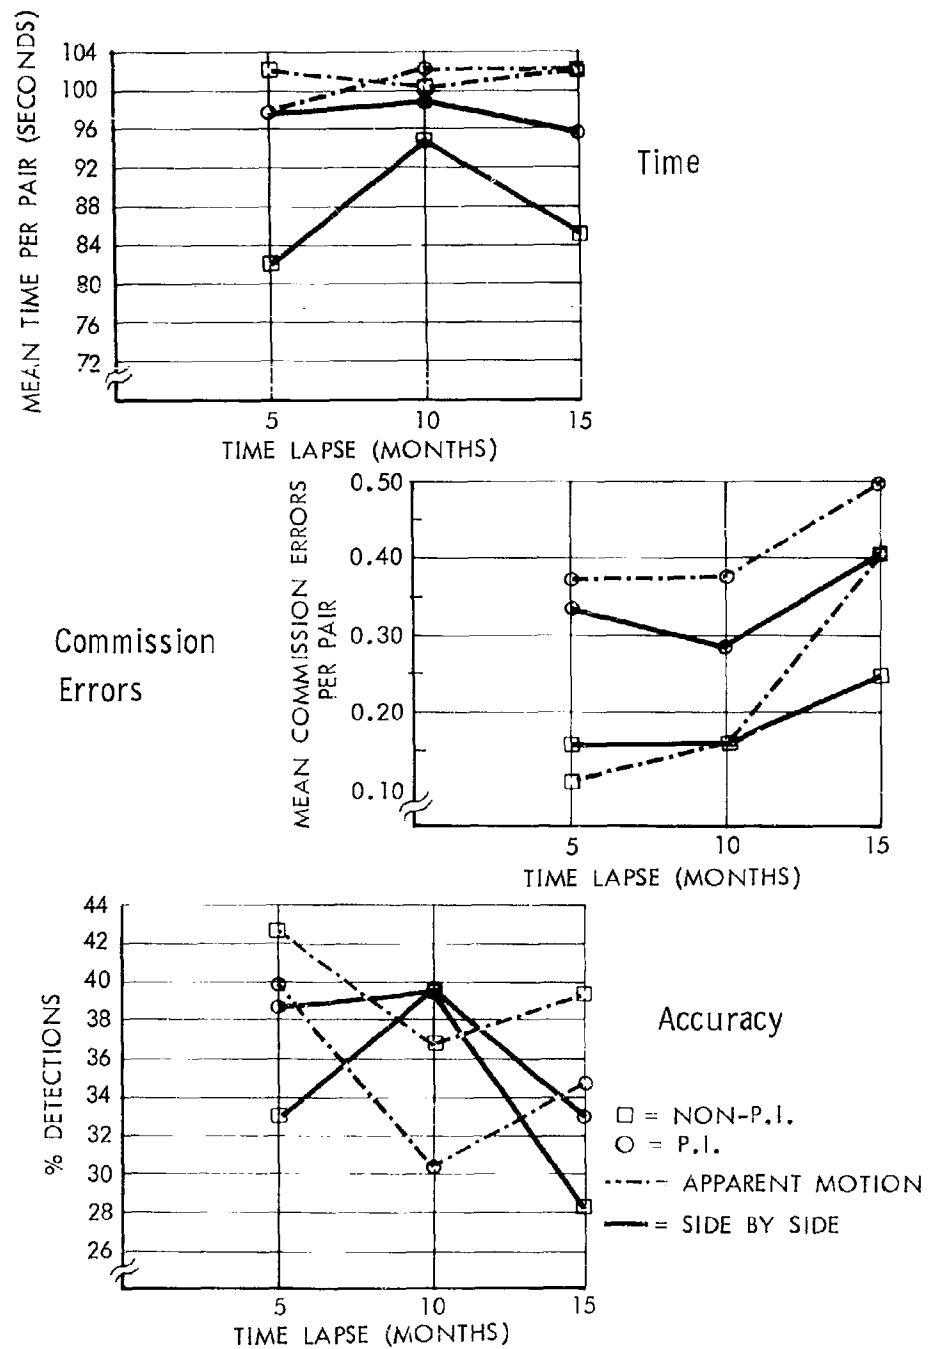 MEAN TIME PER PAIR (SECONDS)
104
100
96
92
88
84
80
76
72
5 10 15
TIME LAPSE (MONTHS)
Time
Commission
Errors
MEAN COMMISSION ERRORS
PER PAIR
0.50
0.40
0.30
0.20
0.10
5 10 15
TIME LAPSE (MONTHS)
% DETECTIONS
44
42
40
38
36
34
32
30
28
26
5 10 15
TIME LAPSE (MONTHS)
Accuracy
□ = NON-P.I.
○ = P.I.
= APPARENT MOTION
= SIDE BY SIDE